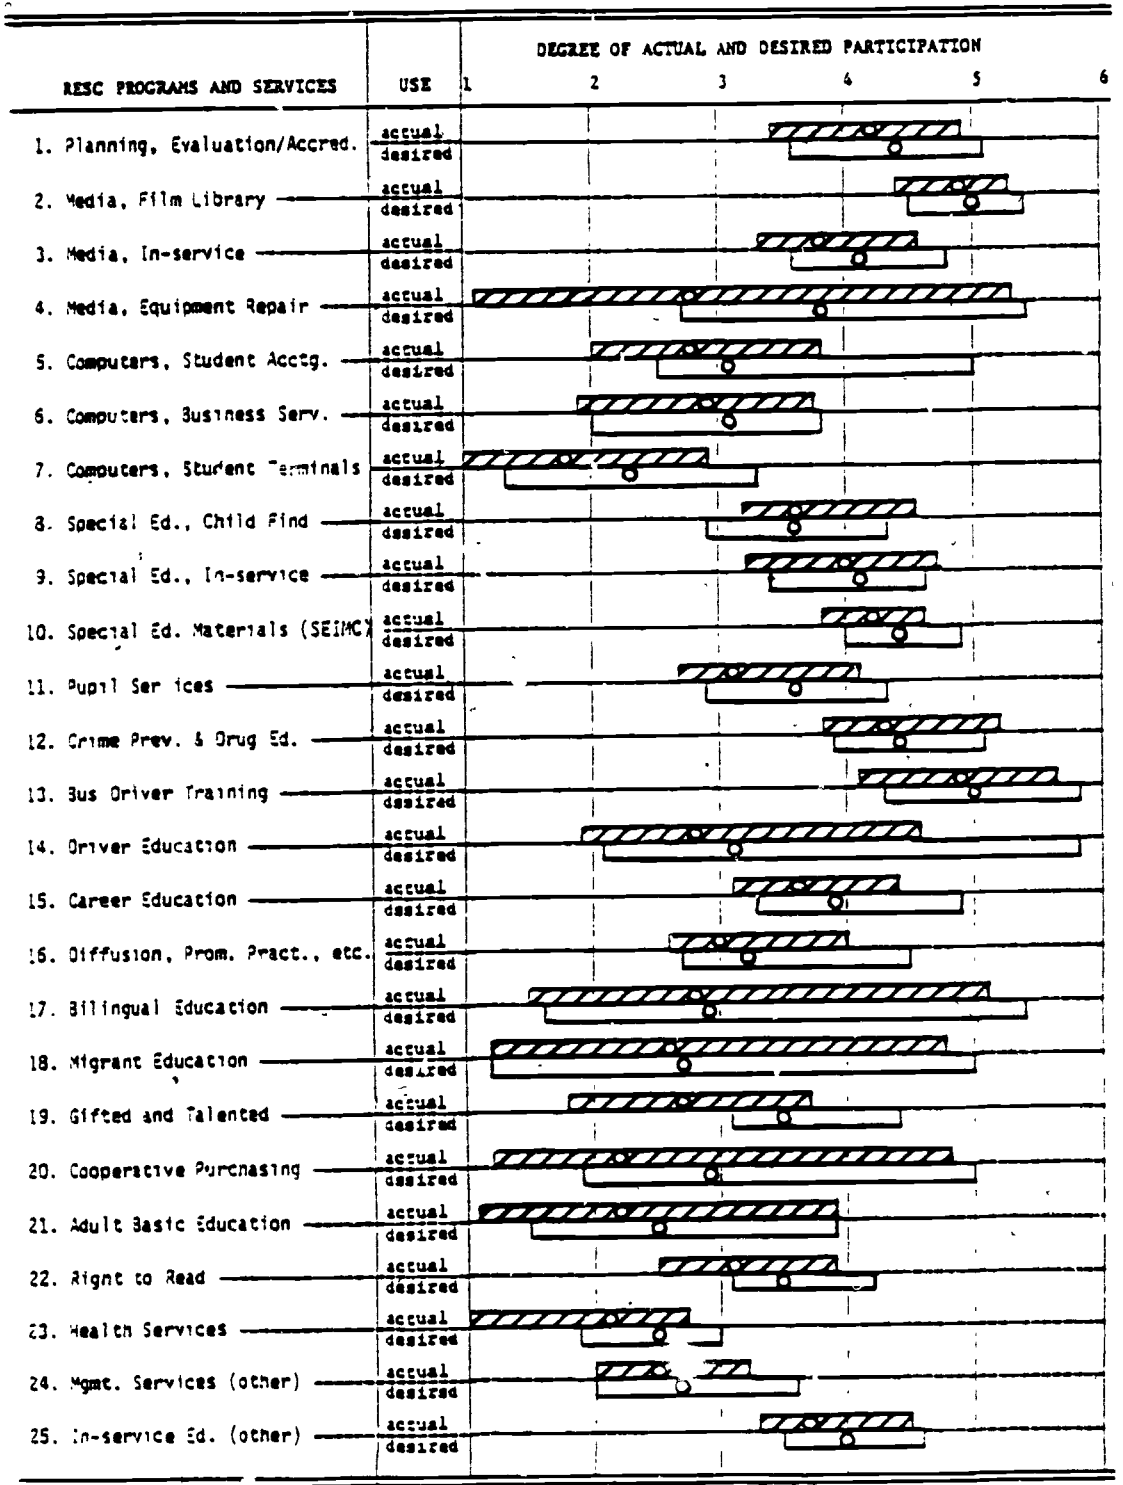 DEGREE OF ACTUAL AND DESIRED PARTICIPATION
RESC PROGRAMS AND SERVICES USE 1 2 3 4 5 6
1. Planning, Evaluation/Accred. actual
desired
2. Media, Film Library actual
desired
3. Media, In-service actual
desired
4. Media, Equipment Repair actual
desired
5. Computers, Student Acctg. actual
desired
6. Computers, Business Serv. actual
desired
7. Computers, Student Terminals actual
desired
8. Special Ed., Child Find actual
desired
9. Special Ed., In-service actual
desired
10. Special Ed. Materials (SEIMC) actual
desired
11. Pupil Ser ices actual
desired
12. Crime Prev. & Drug Ed. actual
desired
13. Bus Driver Training actual
desired
14. Driver Education actual
desired
15. Career Education actual
desired
16. Diffusion, Prom. Pract., etc. actual
desired
17. Bilingual Education actual
desired
18. Migrant Education actual
desired
19. Gifted and Talented actual
desired
20. Cooperative Purchasing actual
desired
21. Adult Basic Education actual
desired
22. Right to Read actual
desired
23. Health Services actual
desired
24. Mgmt. Services (other) actual
desired
25. In-service Ed. (other) actual
desired